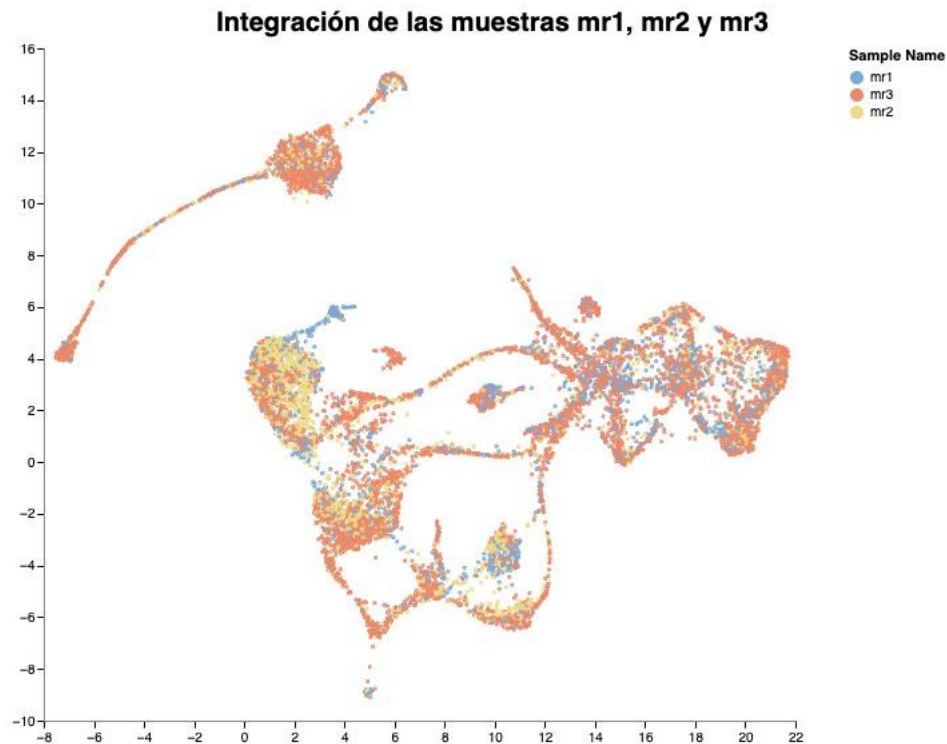 Integración de las muestras mr1, mr2 y mr3
Sample Name
mr1
mr3
mr2
16
14
12
10
8
6
4
2
0
−2
−4
−6
−8
−10
−8 −6 −4 −2 0 2 4 6 8 10 12 14 16 18 20 22